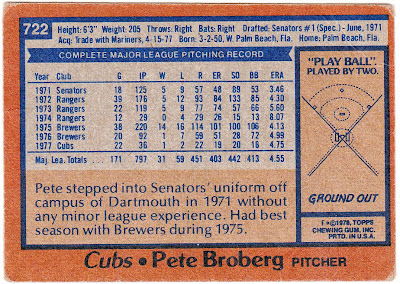 722
Height: 6'3" Weight: 205 Throws: Right Bats: Right Drafted: Senators #1 (Spec.) - June, 1971
Acq: Trade with Mariners, 4-15-77 Born: 3-2-50, W. Palm Beach, Fla. Home: Palm Beach, Fla.
COMPLETE MAJOR LEAGUE PITCHING RECORD
YEAR CLUB G IP W L R ER SO BB ERA
1971 Senators 18 125 5 9 57 48 89 53 3.46
1972 Rangers 39 176 5 12 93 84 133 85 4.30
1973 Rangers 22 119 5 9 77 74 57 66 5.60
1974 Rangers 12 29 0 4 29 26 15 13 8.07
1975 Brewers 38 220 14 16 114 101 100 106 4.13
1976 Brewers 20 92 1 7 59 51 28 72 4.99
1977 Cubs 22 36 1 2 22 19 20 18 4.75
Maj. Lea. Totals 171 797 31 59 451 403 442 413 4.55
"PLAY BALL"
PLAYED BY TWO.
GROUND OUT
Pete stepped into Senators' uniform off
campus of Dartmouth in 1971 without
any minor league experience. Had best
season with Brewers during 1975.
©1978, TOPPS
CHEWING GUM, INC.
PRTD. IN U.S.A.
Cubs • Pete Broberg PITCHER